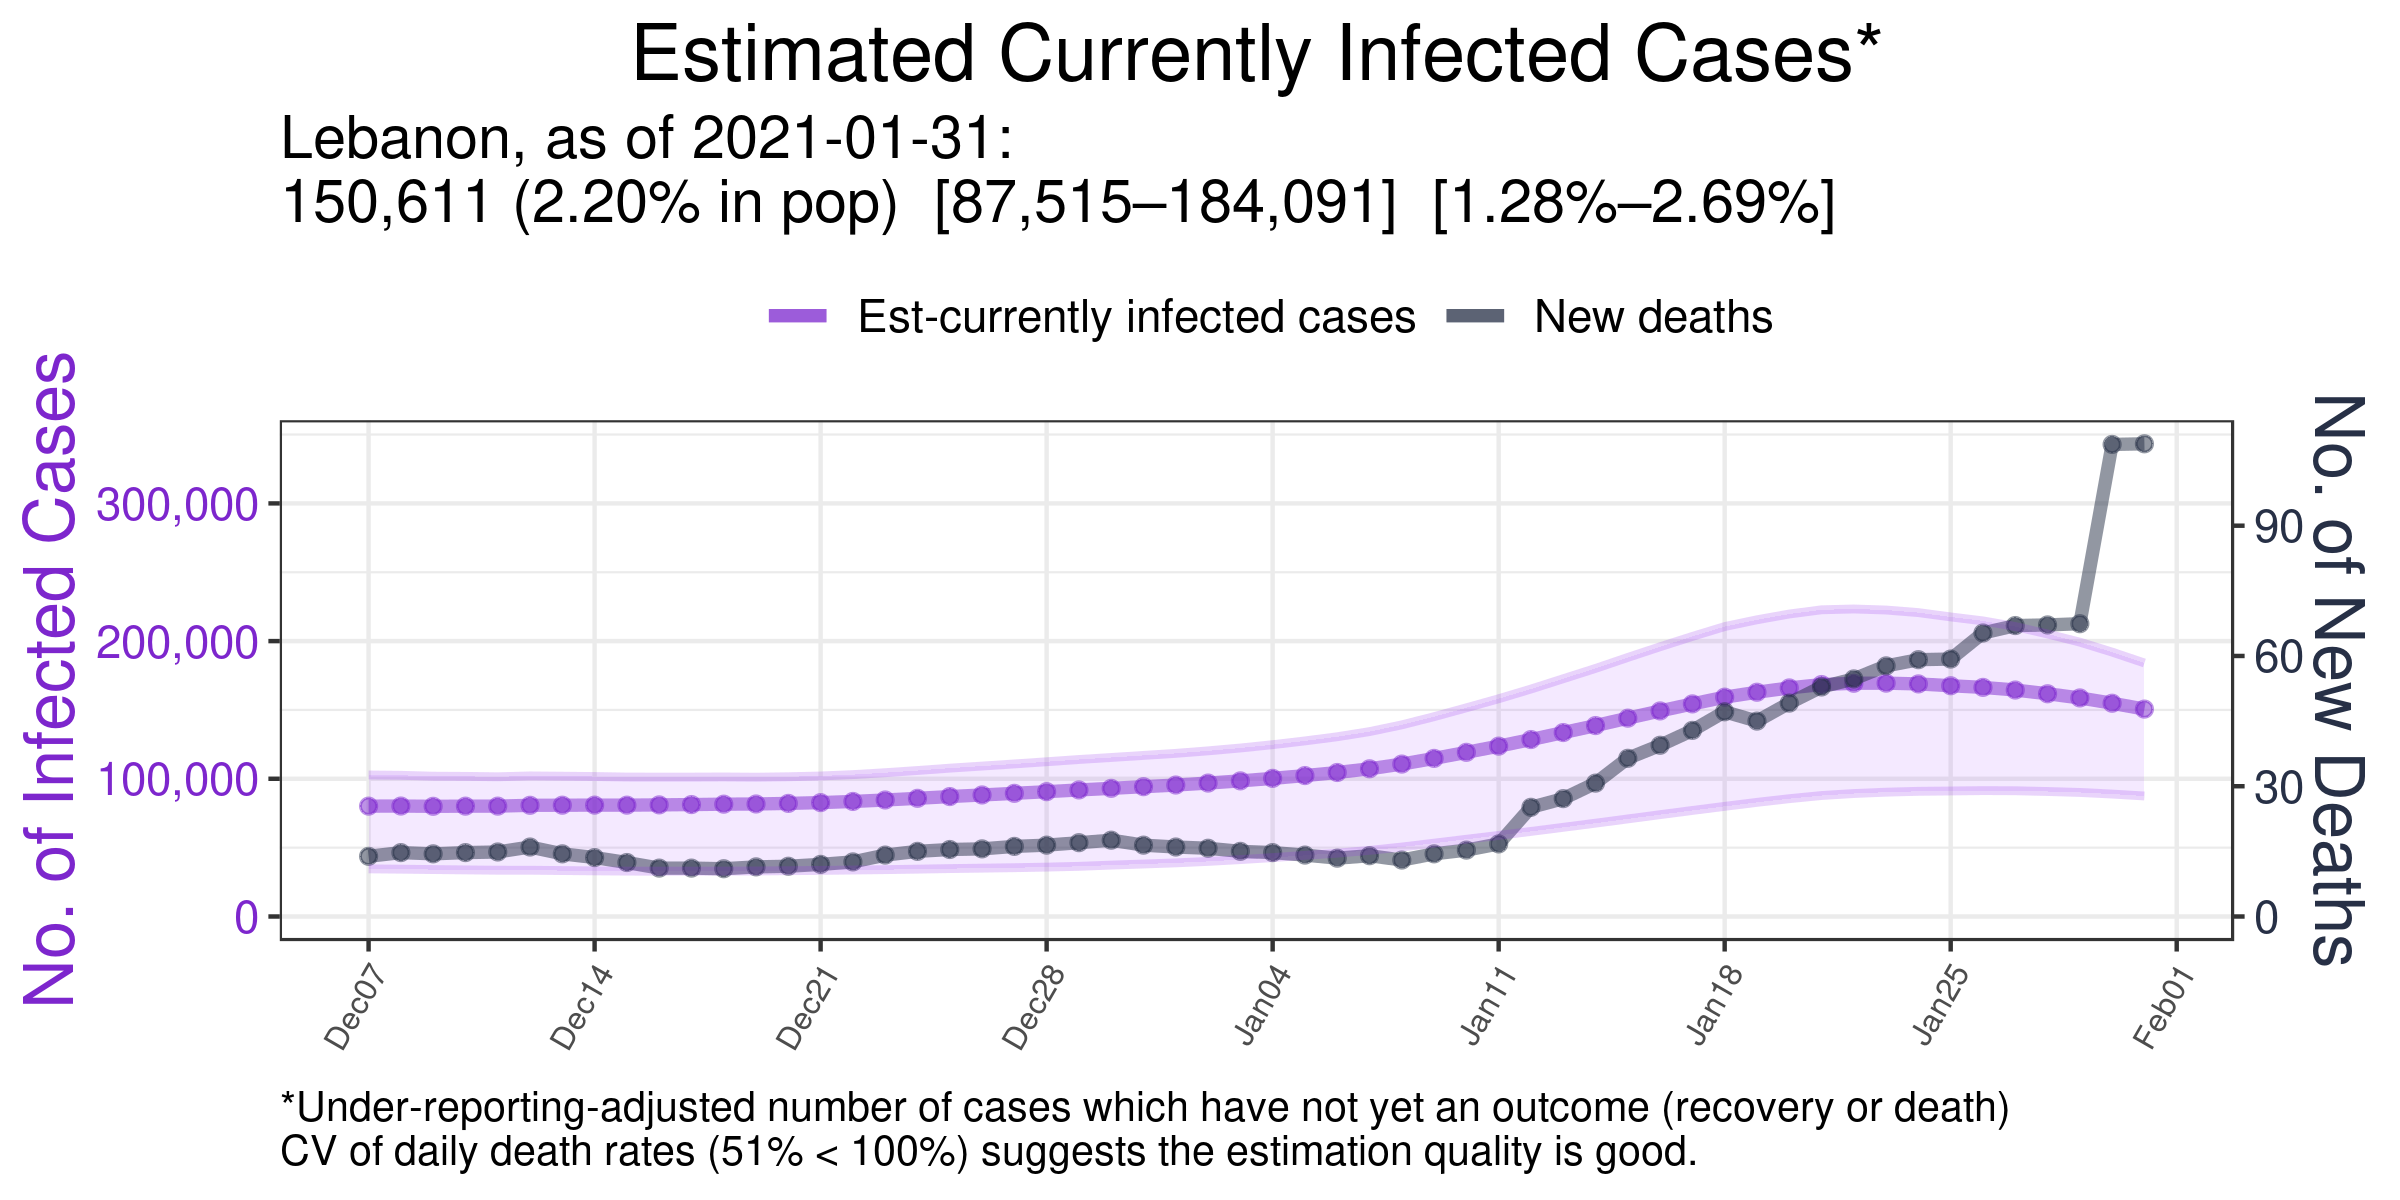 Estimated Currently Infected Cases*
Lebanon, as of 2021-01-31:
150,611 (2.20% in pop)  [87,515–184,091]  [1.28%–2.69%]
Est-currently infected cases
New deaths
No. of Infected Cases
300,000
200,000
100,000
0
90
60
30
0
No. of New Deaths
Dec07
Dec14
Dec21
Dec28
Jan04
Jan11
Jan18
Jan25
Feb01
*Under-reporting-adjusted number of cases which have not yet an outcome (recovery or death)
CV of daily death rates (51% < 100%) suggests the estimation quality is good.